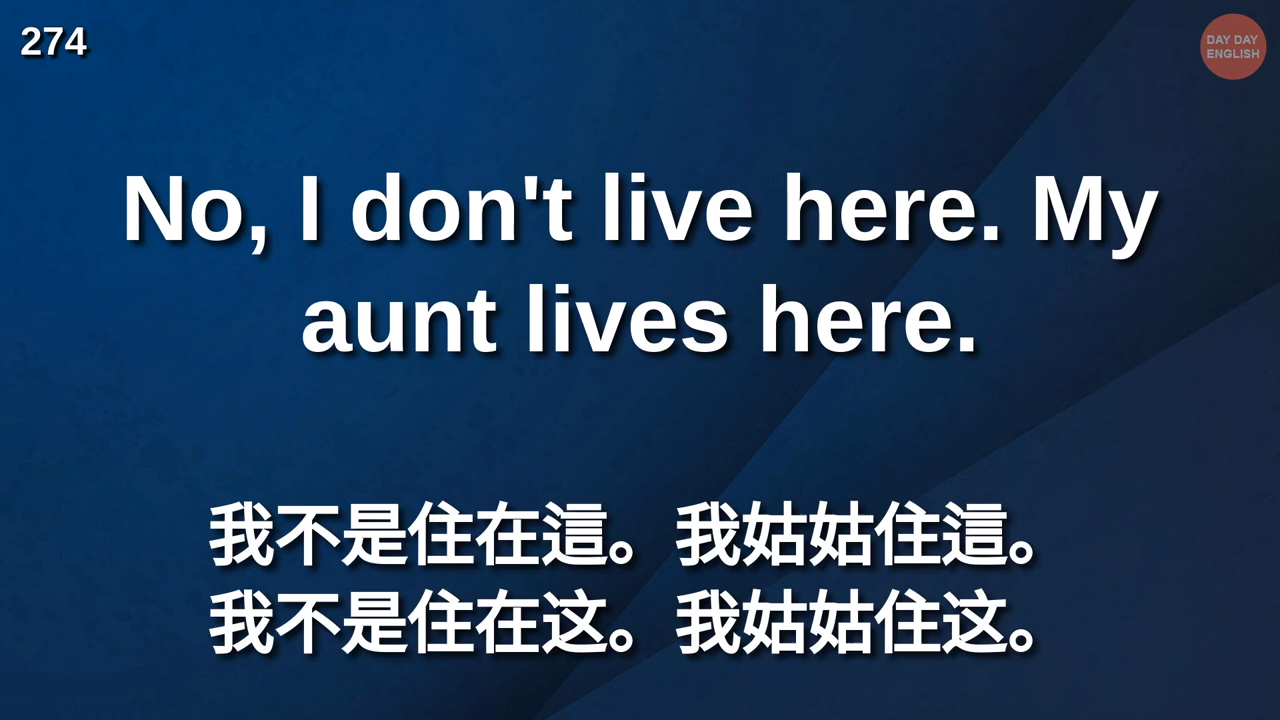 274
DAY DAY
ENGLISH
No, I don't live here. My
aunt lives here.
我不是住在這。我姑姑住這。
我不是住在这。我姑姑住这。